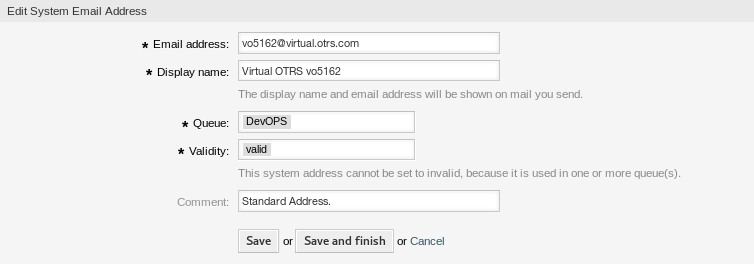 Edit System Email Address
* Email address: vo5162@virtual.otrs.com
* Display name: Virtual OTRS vo5162
The display name and email address will be shown on mail you send.
* Queue: DevOPS
* Validity: valid
This system address cannot be set to invalid, because it is used in one or more queue(s).
Comment: Standard Address.
Save or Save and finish or Cancel